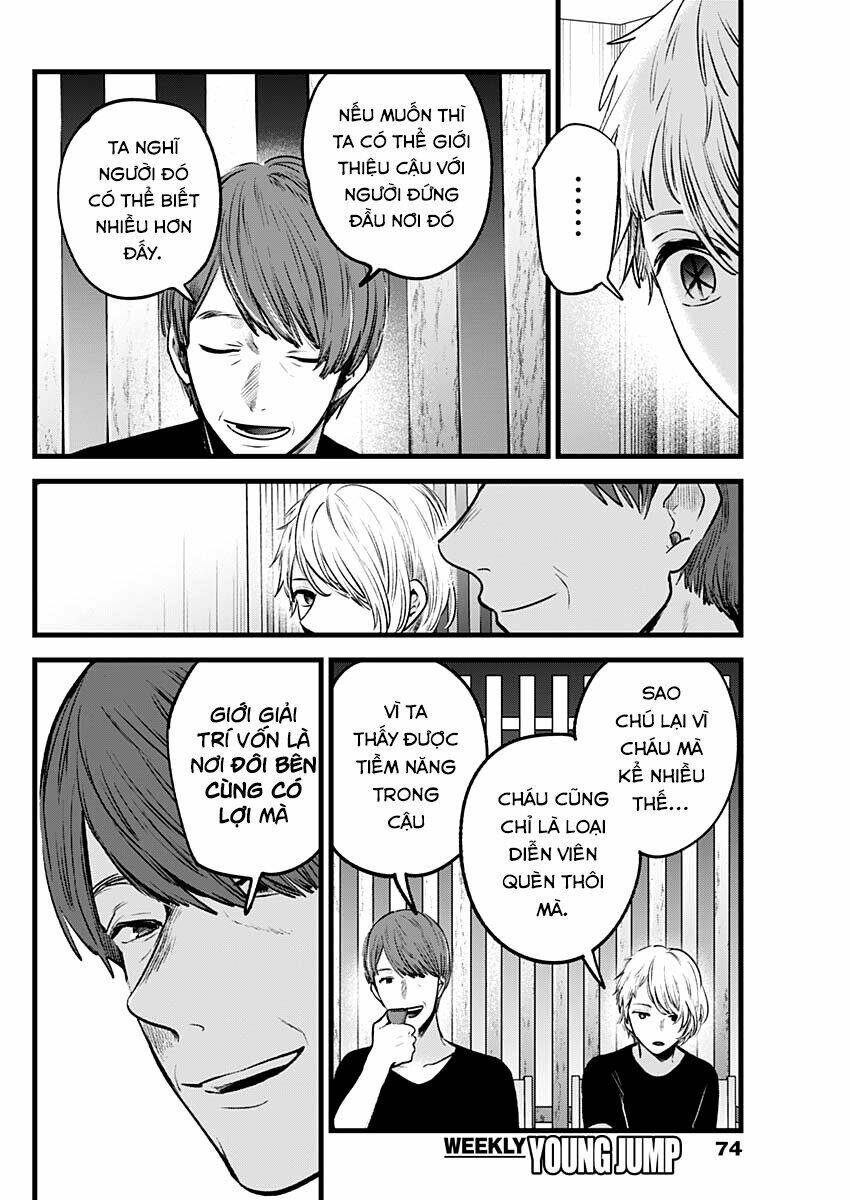 ......
NẾU MUỐN THÌ
TA CÓ THỂ GIỚI
THIỆU CẬU VỚI
NGƯỜI ĐỨNG
ĐẦU NƠI ĐÓ
TA NGHĨ
NGƯỜI ĐÓ
CÓ THỂ BIẾT
NHIỀU HƠN
ĐẤY.
SAO
CHÚ LẠI VÌ
CHÁU MÀ
KỂ NHIỀU
THẾ...
CHÁU CŨNG
CHỈ LÀ LOẠI
DIỄN VIÊN
QUÈN THÔI
MÀ.
VÌ TA
THẤY ĐƯỢC
TIỀM NĂNG
TRONG
CẬU
GIỚI GIẢI
TRÍ VỐN LÀ
NƠI ĐÔI BÊN
CÙNG CÓ
LỢI MÀ
WEEKLY YOUNG JUMP 74